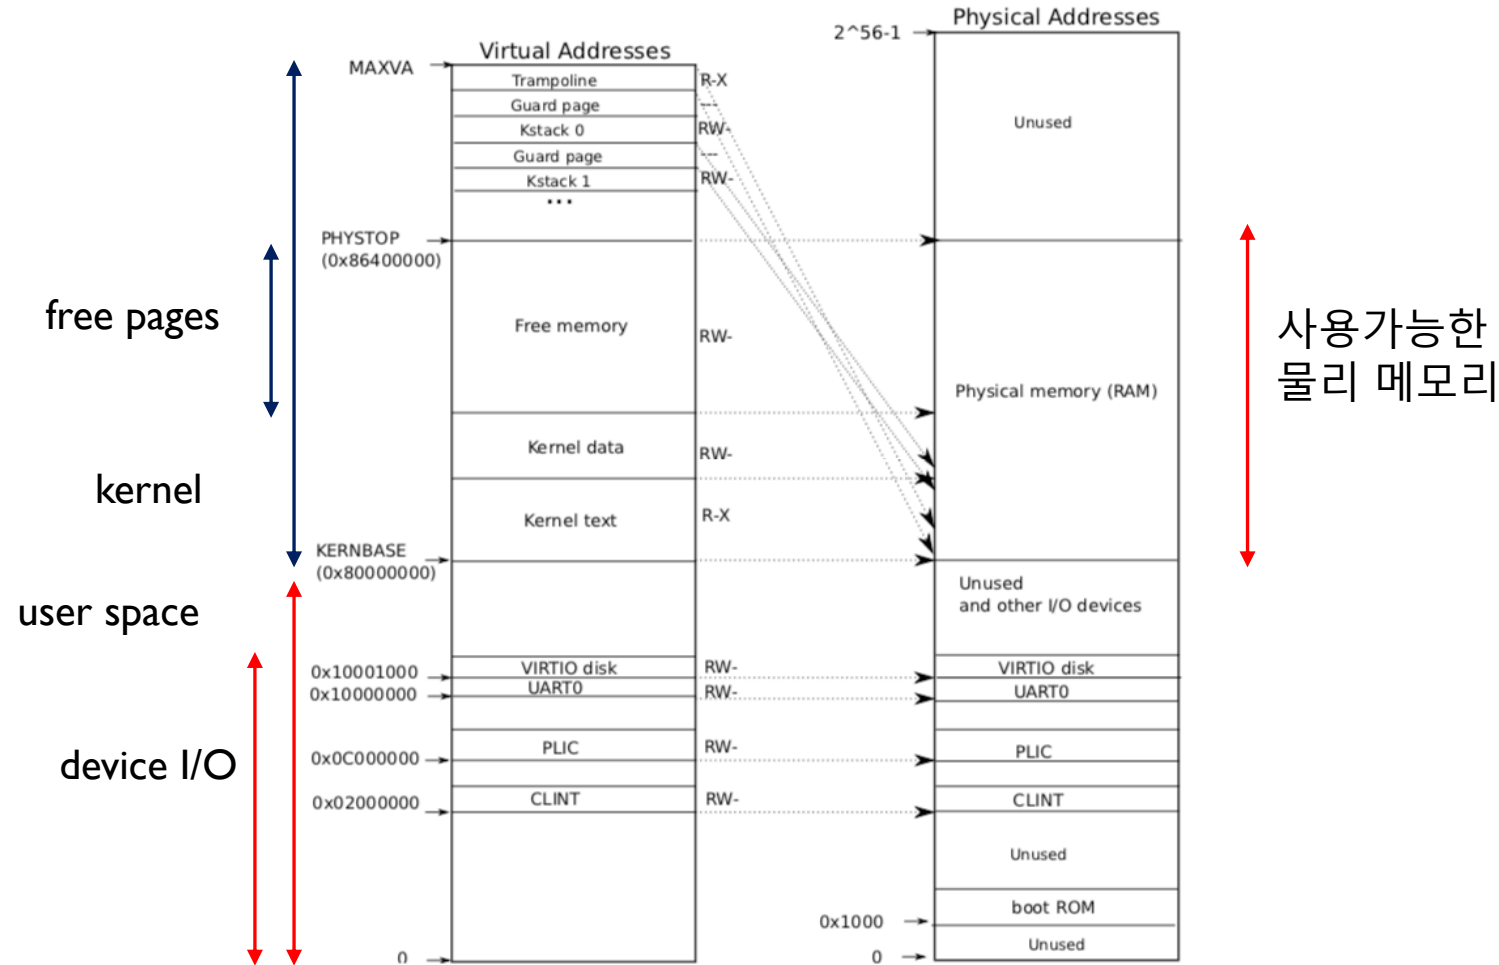 Physical Addresses
2^56-1
Virtual Addresses
MAXVA
Trampoline
R-X
Guard page
---
Unused
Kstack 0
RW-
Guard page
---
Kstack 1
RW-
...
PHYSTOP
(0x86400000)
free pages
Free memory
RW-
사용가능한
물리 메모리
Physical memory (RAM)
Kernel data
RW-
kernel
Kernel text
R-X
KERNBASE
(0x80000000)
Unused
and other I/O devices
user space
0x10001000
VIRTIO disk
RW-
VIRTIO disk
0x10000000
UART0
RW-
UART0
device I/O
0x0C000000
PLIC
RW-
PLIC
0x02000000
CLINT
RW-
CLINT
Unused
boot ROM
0x1000
Unused
0
0